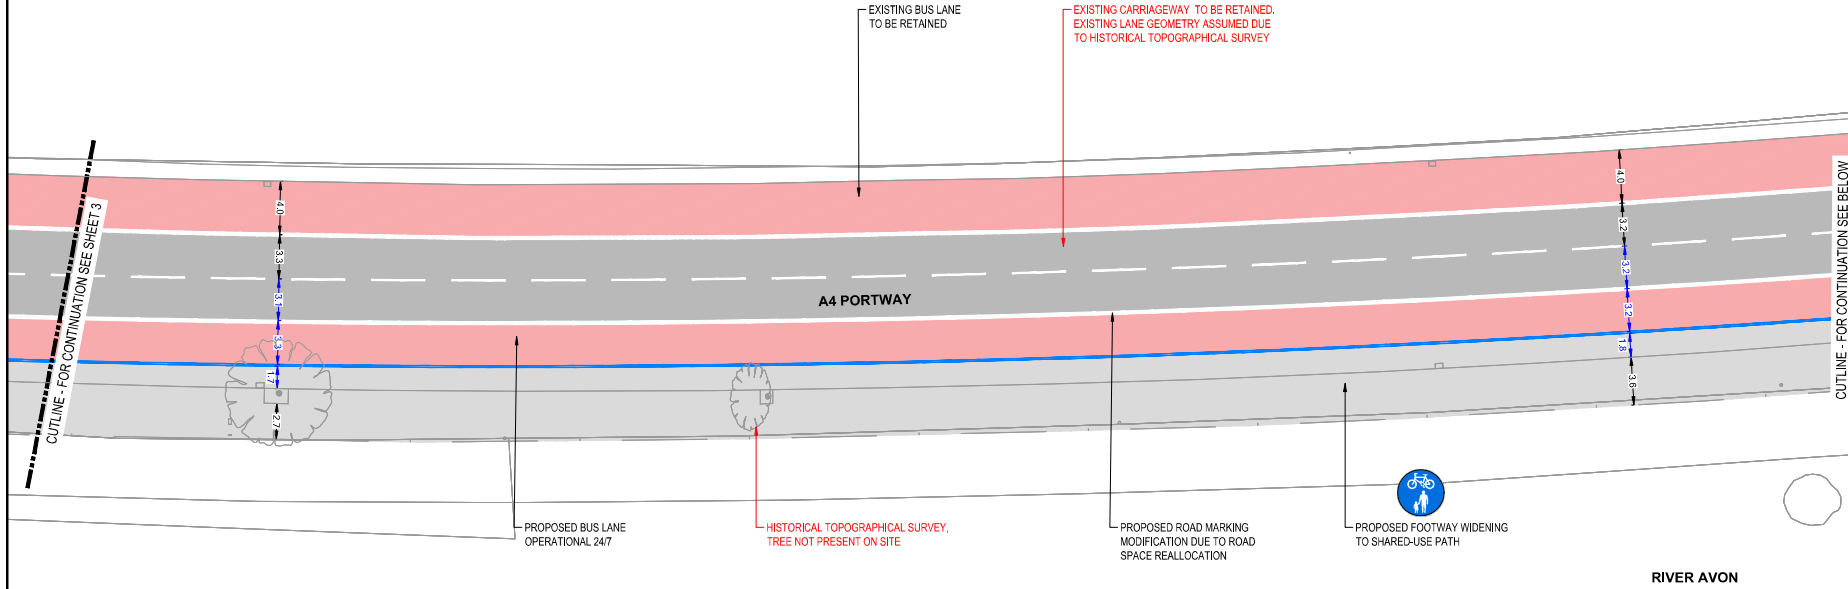 EXISTING BUS LANE
TO BE RETAINED
EXISTING CARRIAGEWAY TO BE RETAINED.
EXISTING LANE GEOMETRY ASSUMED DUE
TO HISTORICAL TOPOGRAPHICAL SURVEY
CUTLINE - FOR CONTINUATION SEE SHEET 3
4.0
3.3
3.1
3.3
1.7
2.7
A4 PORTWAY
4.0
3.2
3.2
3.2
1.8
3.6
CUTLINE - FOR CONTINUATION SEE BELOW
PROPOSED BUS LANE
OPERATIONAL 24/7
HISTORICAL TOPOGRAPHICAL SURVEY,
TREE NOT PRESENT ON SITE
PROPOSED ROAD MARKING
MODIFICATION DUE TO ROAD
SPACE REALLOCATION
PROPOSED FOOTWAY WIDENING
TO SHARED-USE PATH
RIVER AVON